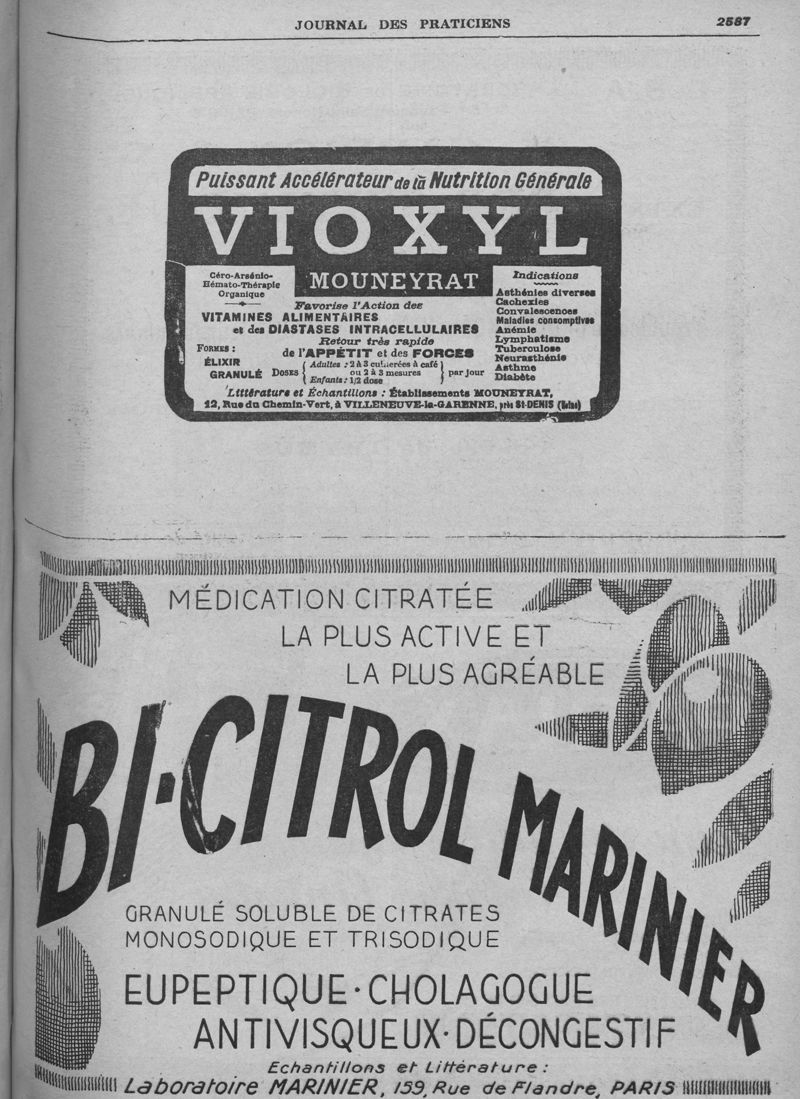 JOURNAL DES PRATICIENS 2587
Puissant Accélérateur de la Nutrition Générale
VIOXYL
MOUNEYRAT
Céro-Arsénio-
Hémato-Thérapie
Organique
Favorise l'Action des
VITAMINES ALIMENTAIRES
et des DIASTASES INTRACELLULAIRES
Retour très rapide
de l'APPÉTIT et des FORCES
FORMES :
ÉLIXIR
GRANULÉ
DOSES
Adultes : 2 à 3 cuillerées à café
ou 2 à 3 mesures
Enfants : 1/2 dose
par jour
Indications
Asthénies diverses
Cachexies
Convalescences
Maladies consomptives
Anémie
Lymphatisme
Tuberculose
Neurasthénie
Asthme
Diabète
Littérature et Échantillons : Établissements MOUNEYRAT,
12, Rue du Chemin-Vert, à VILLENEUVE-la-GARENNE, près St-DENIS (Seine)
MÉDICATION CITRATÉE
LA PLUS ACTIVE ET
LA PLUS AGRÉABLE
BI-CITROL MARINIER
GRANULÉ SOLUBLE DE CITRATES
MONOSODIQUE ET TRISODIQUE
EUPEPTIQUE · CHOLAGOGUE
ANTIVISQUEUX · DÉCONGESTIF
Echantillons et Littérature :
Laboratoire MARINIER, 159, Rue de Flandre, PARIS